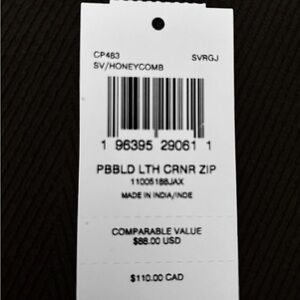 CP483 SVRGJ
SV/HONEYCOMB
1 96395 29061 1
PBBLD LTH CRNR ZIP
11005188JAX
MADE IN INDIA/INDE
COMPARABLE VALUE
$88.00 USD
$110.00 CAD